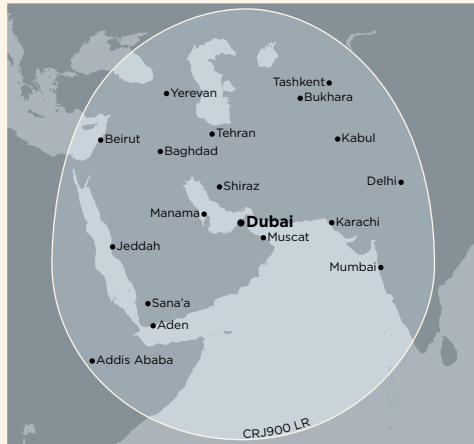 Tashkent
Yerevan
Bukhara
Tehran
Beirut
Kabul
Baghdad
Delhi
Shiraz
Manama
Dubai
Karachi
Muscat
Jeddah
Mumbai
Sana'a
Aden
Addis Ababa
CRJ900 LR